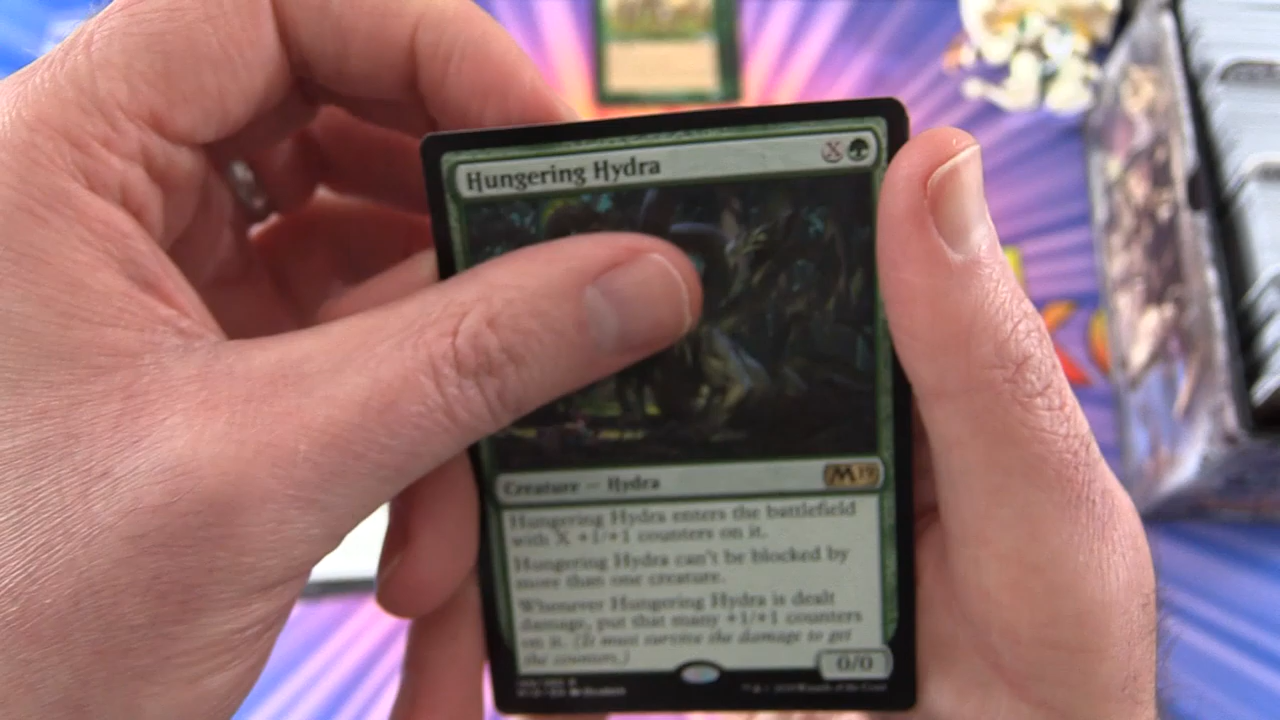 Hungering Hydra X
Creature — Hydra M19
Hungering Hydra enters the battlefield
with X +1/+1 counters on it.
Hungering Hydra can't be blocked by
more than one creature.
Whenever Hungering Hydra is dealt
damage, put that many +1/+1 counters
on it. (It must survive the damage to get
the counters.)
0/0